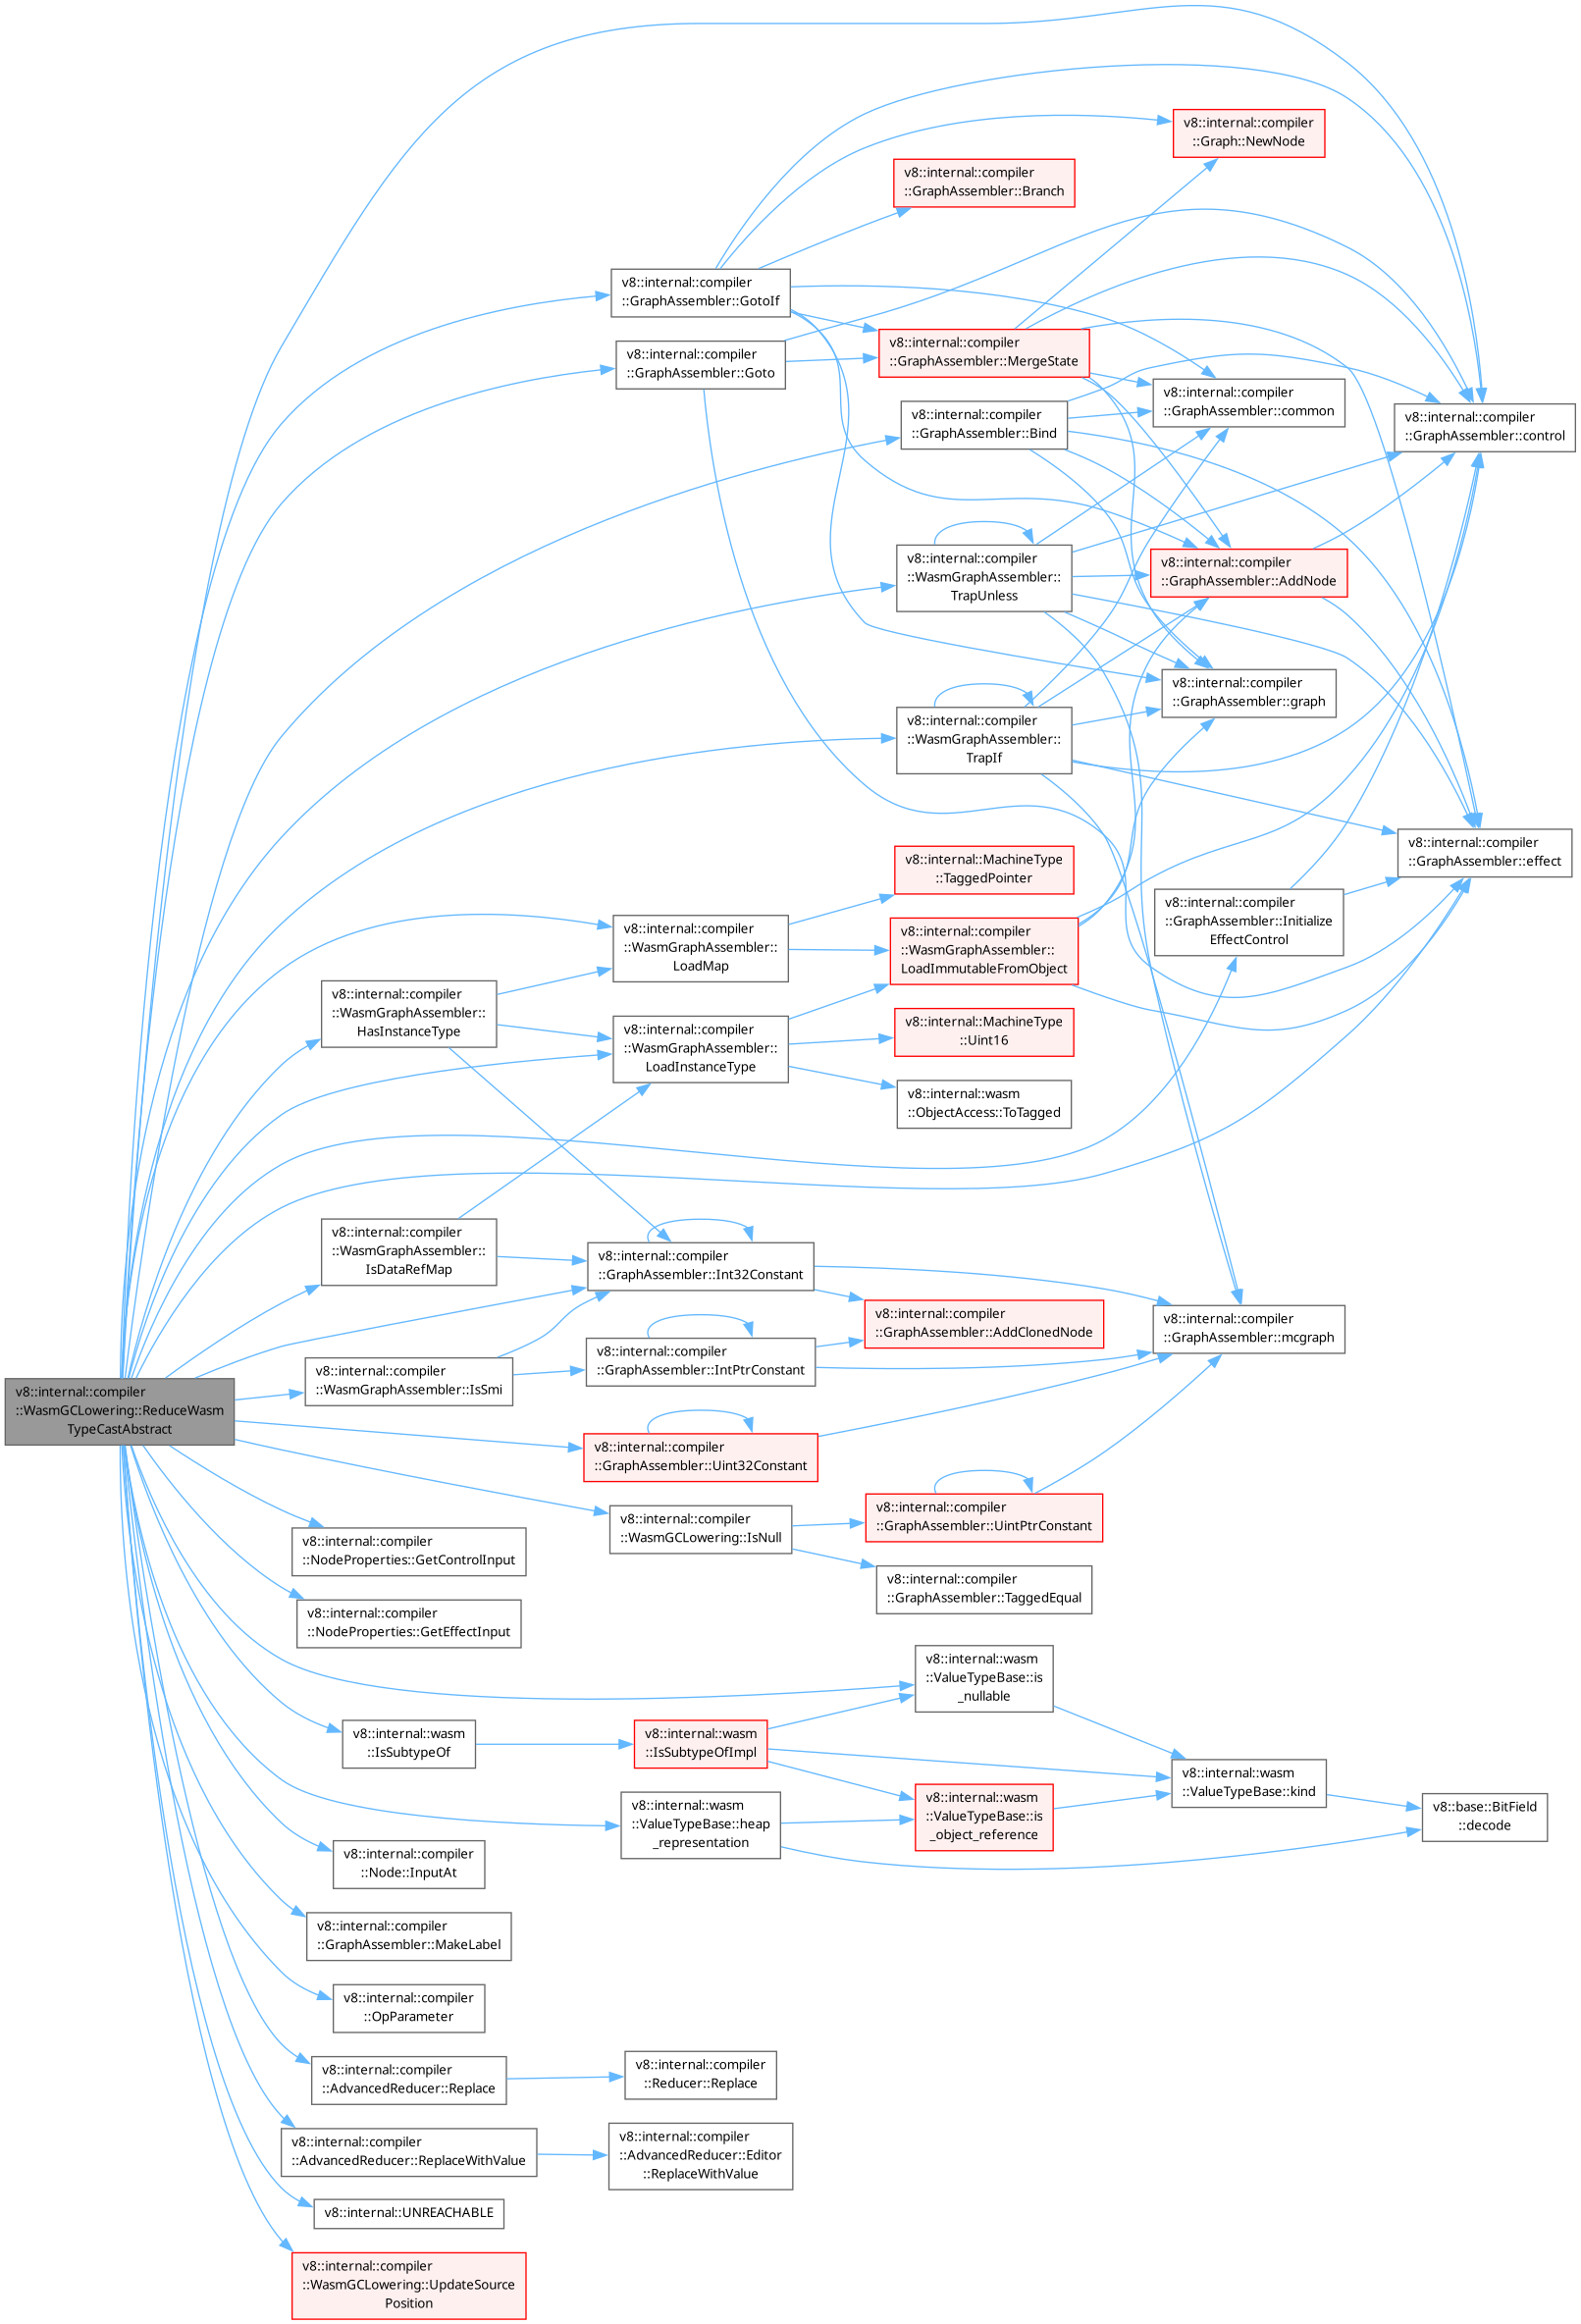 v8::internal::compiler
::Graph::NewNode
v8::internal::compiler
::GraphAssembler::Branch
v8::internal::compiler
::GraphAssembler::GotoIf
v8::internal::compiler
::GraphAssembler::MergeState
v8::internal::compiler
::GraphAssembler::Goto
v8::internal::compiler
::GraphAssembler::common
v8::internal::compiler
::GraphAssembler::Bind
v8::internal::compiler
::GraphAssembler::control
v8::internal::compiler
::WasmGraphAssembler::
TrapUnless
v8::internal::compiler
::GraphAssembler::AddNode
v8::internal::compiler
::GraphAssembler::graph
v8::internal::compiler
::WasmGraphAssembler::
TrapIf
v8::internal::compiler
::GraphAssembler::effect
v8::internal::MachineType
::TaggedPointer
v8::internal::compiler
::GraphAssembler::Initialize
EffectControl
v8::internal::compiler
::WasmGraphAssembler::
LoadMap
v8::internal::compiler
::WasmGraphAssembler::
LoadImmutableFromObject
v8::internal::compiler
::WasmGraphAssembler::
HasInstanceType
v8::internal::compiler
::WasmGraphAssembler::
LoadInstanceType
v8::internal::MachineType
::Uint16
v8::internal::wasm
::ObjectAccess::ToTagged
v8::internal::compiler
::WasmGraphAssembler::
IsDataRefMap
v8::internal::compiler
::GraphAssembler::Int32Constant
v8::internal::compiler
::GraphAssembler::AddClonedNode
v8::internal::compiler
::GraphAssembler::mcgraph
v8::internal::compiler
::GraphAssembler::IntPtrConstant
v8::internal::compiler
::WasmGraphAssembler::IsSmi
v8::internal::compiler
::WasmGCLowering::ReduceWasm
TypeCastAbstract
v8::internal::compiler
::GraphAssembler::Uint32Constant
v8::internal::compiler
::GraphAssembler::UintPtrConstant
v8::internal::compiler
::WasmGCLowering::IsNull
v8::internal::compiler
::NodeProperties::GetControlInput
v8::internal::compiler
::GraphAssembler::TaggedEqual
v8::internal::compiler
::NodeProperties::GetEffectInput
v8::internal::wasm
::ValueTypeBase::is
_nullable
v8::internal::wasm
::IsSubtypeOf
v8::internal::wasm
::IsSubtypeOfImpl
v8::internal::wasm
::ValueTypeBase::kind
v8::internal::wasm
::ValueTypeBase::heap
_representation
v8::internal::wasm
::ValueTypeBase::is
_object_reference
v8::base::BitField
::decode
v8::internal::compiler
::Node::InputAt
v8::internal::compiler
::GraphAssembler::MakeLabel
v8::internal::compiler
::OpParameter
v8::internal::compiler
::AdvancedReducer::Replace
v8::internal::compiler
::Reducer::Replace
v8::internal::compiler
::AdvancedReducer::ReplaceWithValue
v8::internal::compiler
::AdvancedReducer::Editor
::ReplaceWithValue
v8::internal::UNREACHABLE
v8::internal::compiler
::WasmGCLowering::UpdateSource
Position